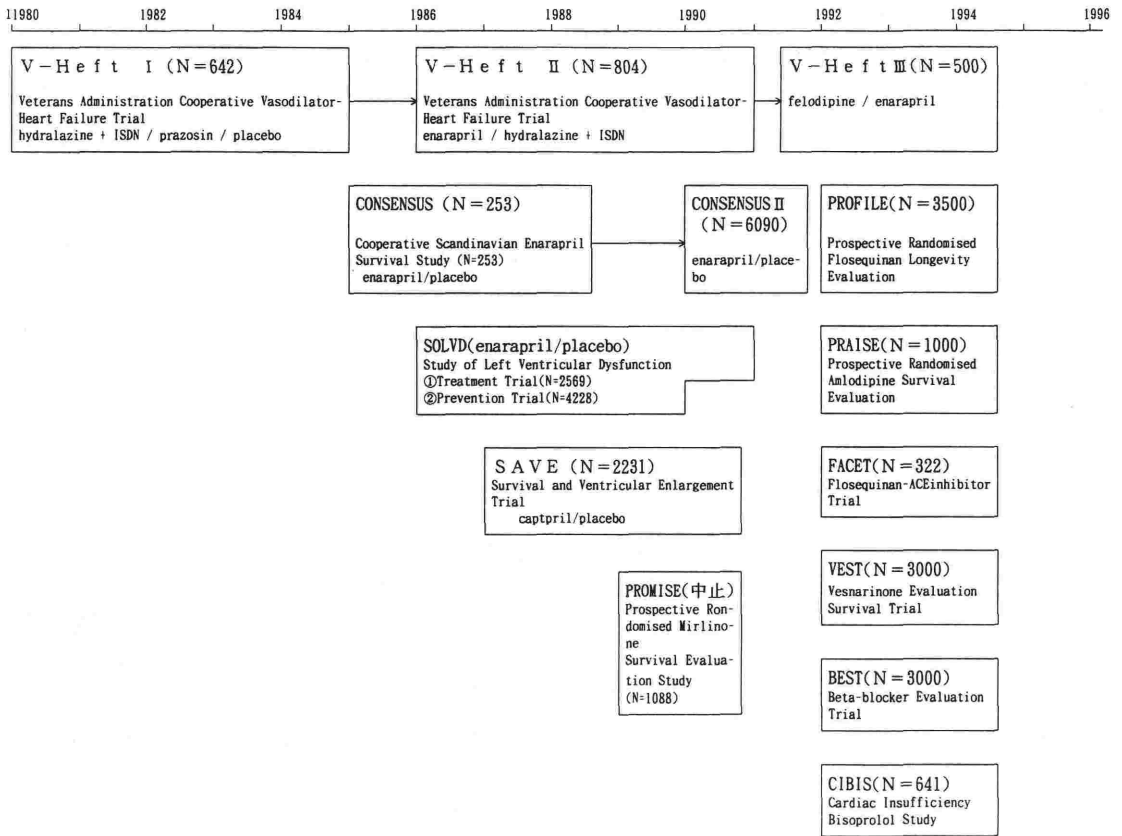 11980 1982 1984 1986 1988 1990 1992 1994 1996
V-Heft I (N=642)
Veterans Administration Cooperative Vasodilator-
Heart Failure Trial
hydralazine + ISDN / prazosin / placebo
V-Heft II (N=804)
Veterans Administration Cooperative Vasodilator-
Heart Failure Trial
enarapril / hydralazine + ISDN
V-HeftⅢ(N=500)
felodipine / enarapril
CONSENSUS (N=253)
Cooperative Scandinavian Enarapril
Survival Study (N=253)
enarapril/placebo
CONSENSUSⅡ
(N=6090)
enarapril/place-
bo
PROFILE(N=3500)
Prospective Randomised
Flosequinan Longevity
Evaluation
SOLVD(enarapril/placebo)
Study of Left Ventricular Dysfunction
①Treatment Trial(N=2569)
②Prevention Trial(N=4228)
PRAISE(N=1000)
Prospective Randomised
Amlodipine Survival
Evaluation
SAVE (N=2231)
Survival and Ventricular Enlargement
Trial
captpril/placebo
FACET(N=322)
Flosequinan-ACEinhibitor
Trial
PROMISE(中止)
Prospective Ron-
domised Mirlino-
ne
Survival Evalua-
tion Study
(N=1088)
VEST(N=3000)
Vesnarinone Evaluation
Survival Trial
BEST(N=3000)
Beta-blocker Evaluation
Trial
CIBIS(N=641)
Cardiac Insufficiency
Bisoprolol Study